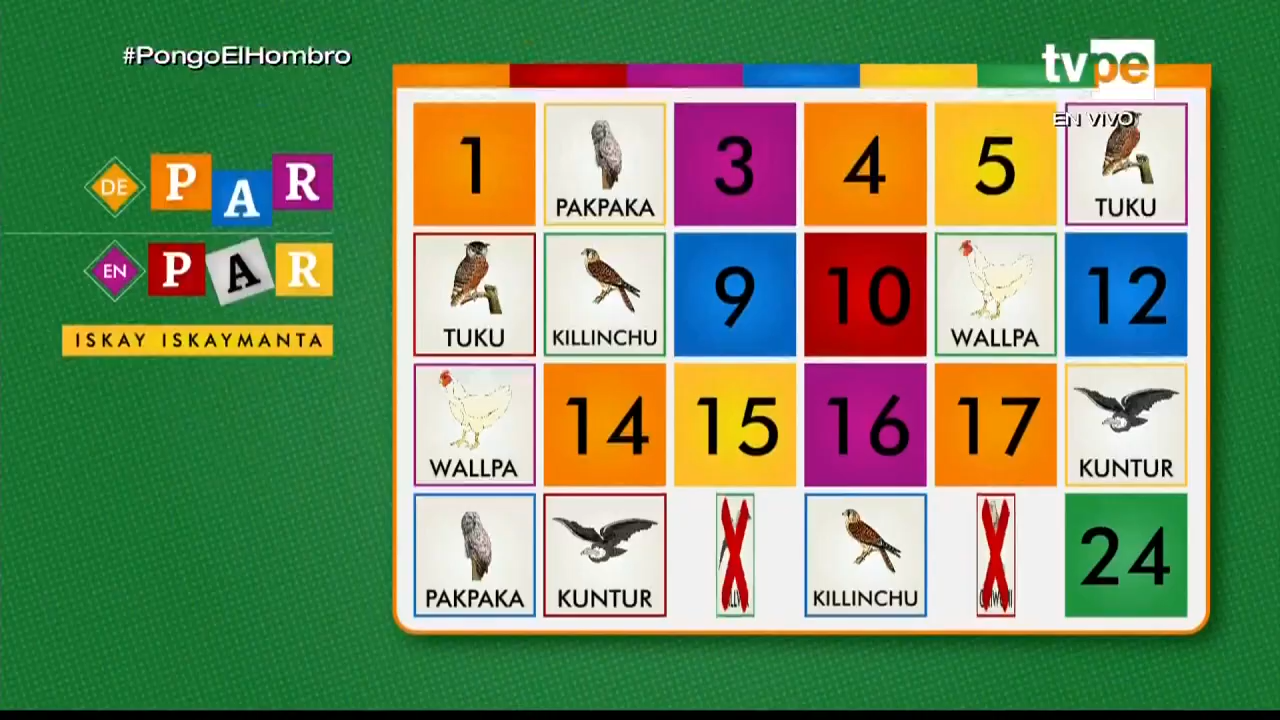 #PongoElHombro
tvpe
EN VIVO
DE PAR
EN PAR
ISKAY ISKAYMANTA
1
PAKPAKA
3
4
5
TUKU
TUKU
KILLINCHU
9
10
WALLPA
12
WALLPA
14
15
16
17
KUNTUR
PAKPAKA
KUNTUR
KILLINCHU
24